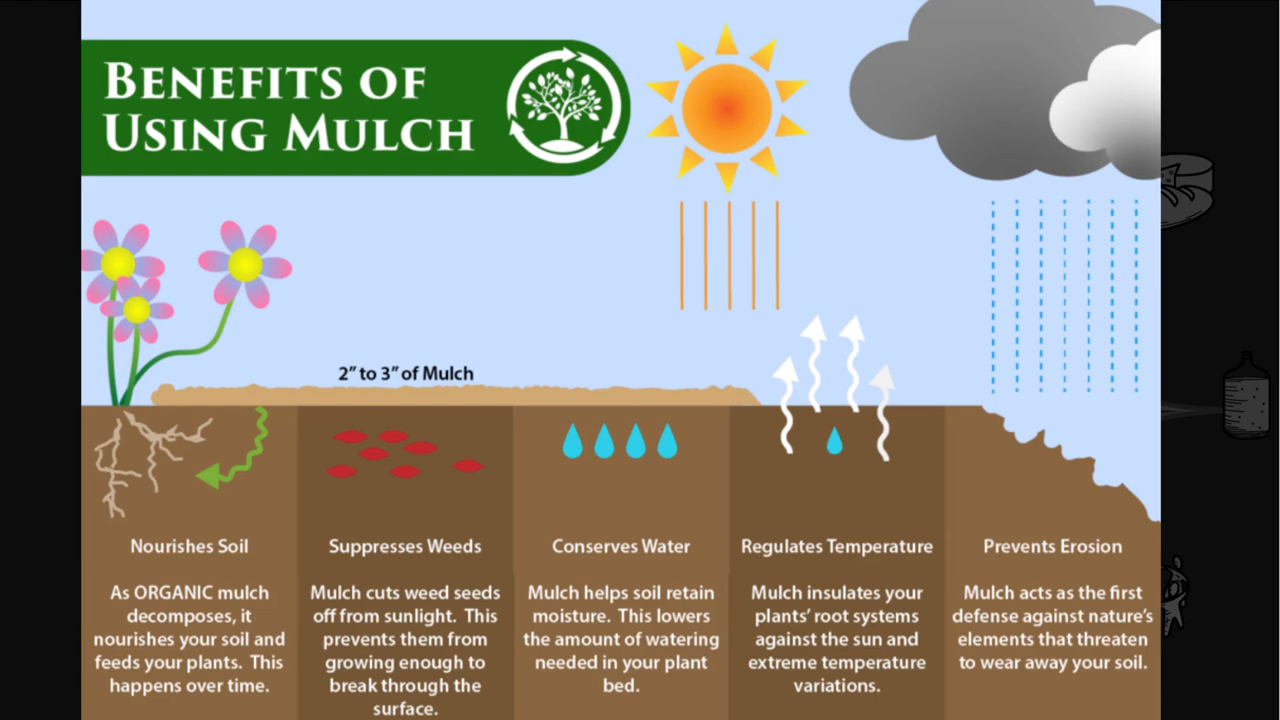 BENEFITS OF
USING MULCH
2” to 3” of Mulch
Nourishes Soil
As ORGANIC mulch
decomposes, it
nourishes your soil and
feeds your plants. This
happens over time.
Suppresses Weeds
Mulch cuts weed seeds
off from sunlight. This
prevents them from
growing enough to
break through the
surface.
Conserves Water
Mulch helps soil retain
moisture. This lowers
the amount of watering
needed in your plant
bed.
Regulates Temperature
Mulch insulates your
plants’ root systems
against the sun and
extreme temperature
variations.
Prevents Erosion
Mulch acts as the first
defense against nature’s
elements that threaten
to wear away your soil.